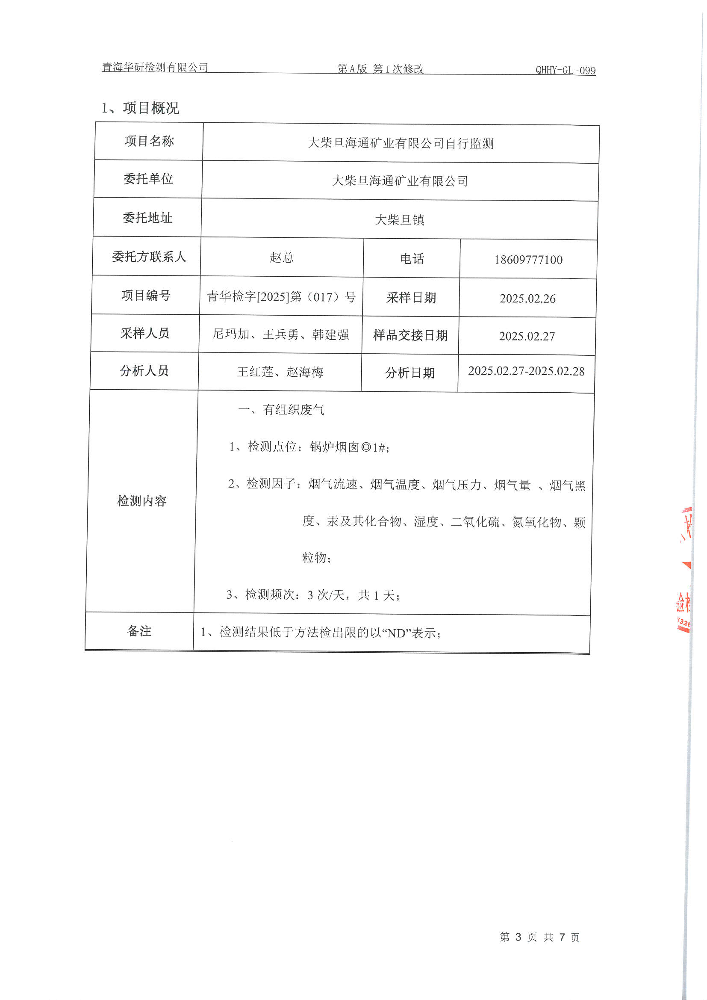 青海华研检测有限公司 第A版 第1次修改 QHHY-GL-099
1、项目概况
项目名称 大柴旦海通矿业有限公司自行监测
委托单位 大柴旦海通矿业有限公司
委托地址 大柴旦镇
委托方联系人 赵总 电话 18609777100
项目编号 青华检字[2025]第（017）号 采样日期 2025.02.26
采样人员 尼玛加、王兵勇、韩建强 样品交接日期 2025.02.27
分析人员 王红莲、赵海梅 分析日期 2025.02.27-2025.02.28
检测内容
一、有组织废气
1、检测点位：锅炉烟囱◎1#;
2、检测因子：烟气流速、烟气温度、烟气压力、烟气量 、烟气黑
度、汞及其化合物、湿度、二氧化硫、氮氧化物、颗
粒物；
3、检测频次：3 次/天，共 1 天；
备注 1、检测结果低于方法检出限的以“ND”表示；
第 3 页 共 7 页